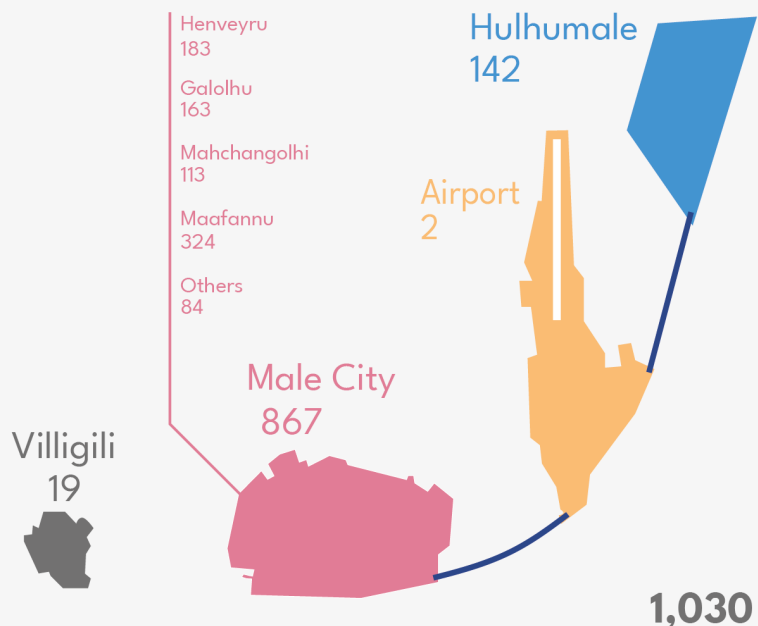 Henveyru
183
Galolhu
163
Mahchangolhi
113
Maafannu
324
Others
84
Hulhumale
142
Airport
2
Male City
867
Villigili
19
1,030